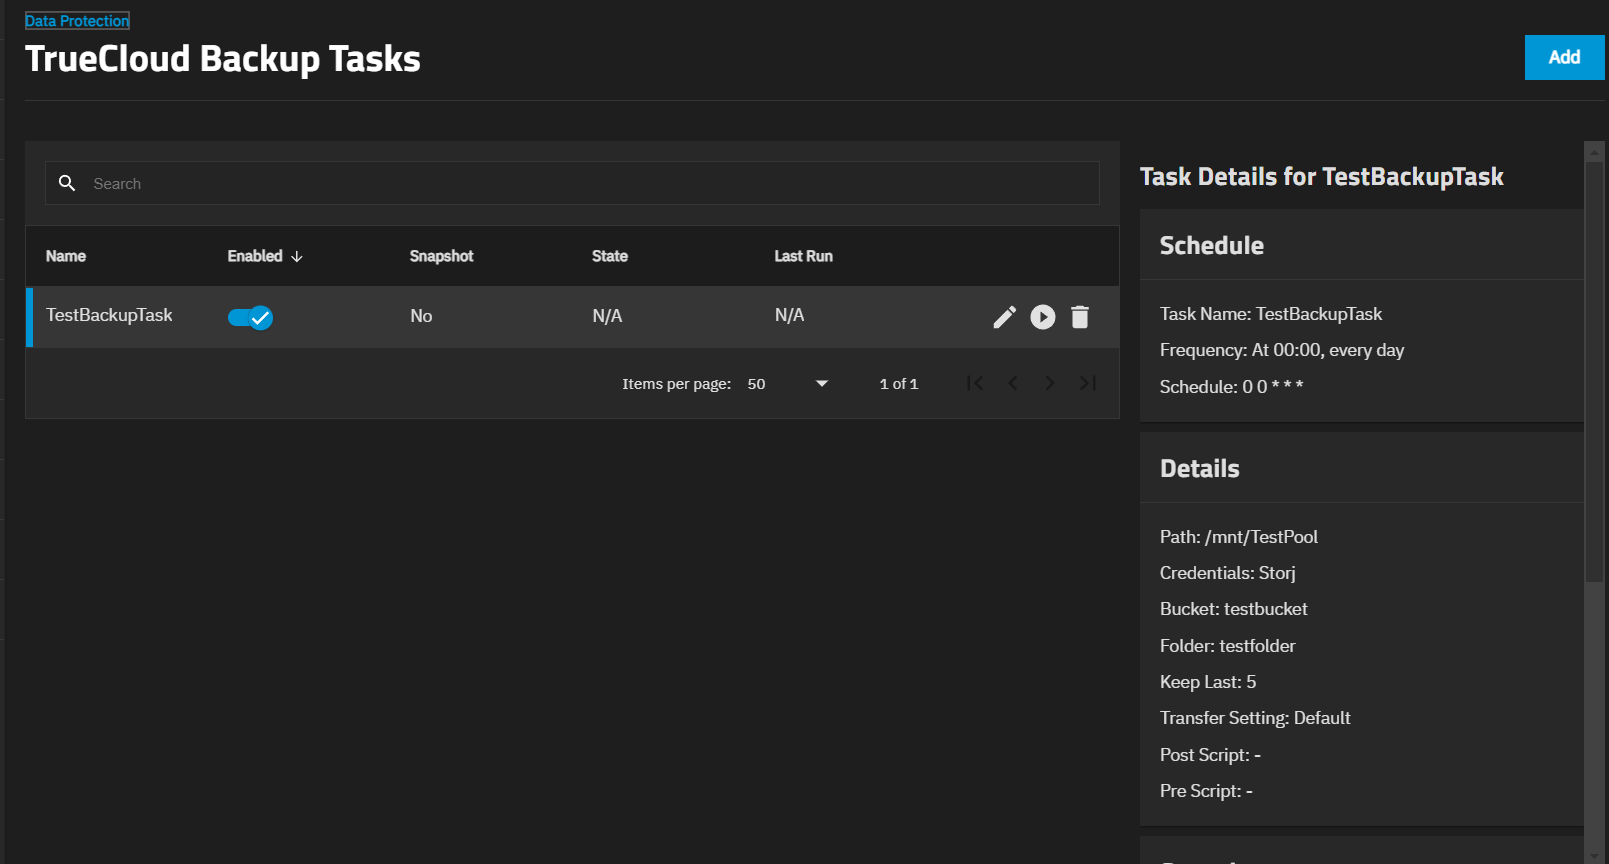 Data Protection
TrueCloud Backup Tasks
Add
Search
Name Enabled Snapshot State Last Run
TestBackupTask No N/A N/A
Items per page: 50 1 of 1
Task Details for TestBackupTask
Schedule
Task Name: TestBackupTask
Frequency: At 00:00, every day
Schedule: 0 0 * * *
Details
Path: /mnt/TestPool
Credentials: Storj
Bucket: testbucket
Folder: testfolder
Keep Last: 5
Transfer Setting: Default
Post Script: -
Pre Script: -